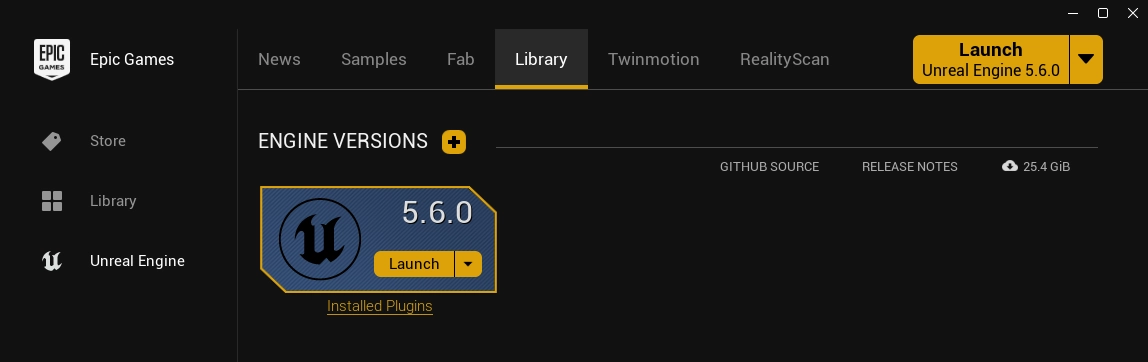 EPIC
GAMES
Epic Games
News
Samples
Fab
Library
Twinmotion
RealityScan
Launch
Unreal Engine 5.6.0
Store
Library
Unreal Engine
ENGINE VERSIONS
GITHUB SOURCE
RELEASE NOTES
25.4 GiB
5.6.0
Launch
Installed Plugins